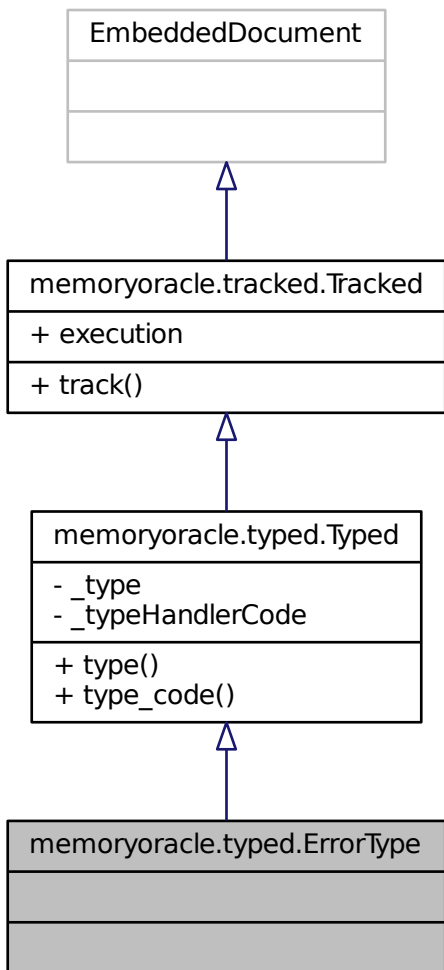 EmbeddedDocument
memoryoracle.tracked.Tracked
+ execution
+ track()
memoryoracle.typed.Typed
- _type
- _typeHandlerCode
+ type()
+ type_code()
memoryoracle.typed.ErrorType